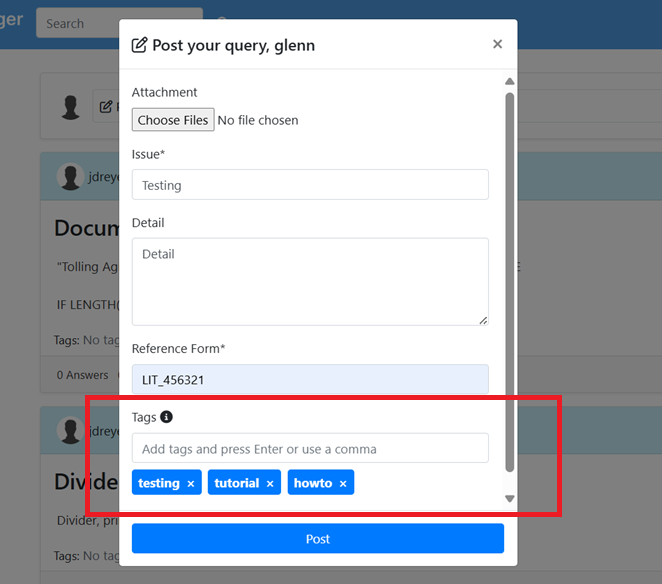 ger
Search
Post your query, glenn
×
Attachment
Choose Files No file chosen
Issue*
Testing
Detail
Detail
Reference Form*
LIT_456321
Tags
Add tags and press Enter or use a comma
testing × tutorial × howto ×
Post
jdreye
Docum
"Tolling Ag
E
IF LENGTH(
Tags: No tag
0 Answers
jdreye
Divide
Divider, pri
Tags: No tag